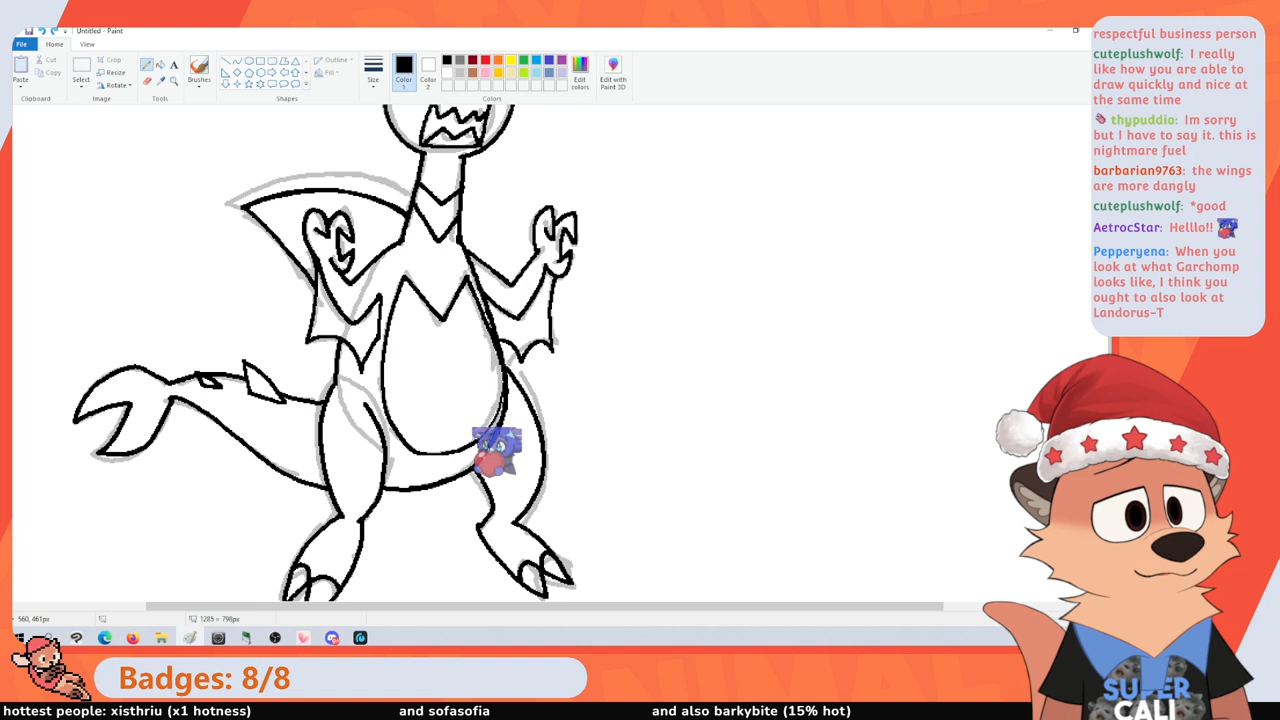 Untitled - Paint
File Home View
Paste
Cut
Copy
Clipboard
Select
Crop
Resize
Rotate
Image
Tools
Brushes
Outline
Fill
Shapes
Size
Color 1
Color 2
Edit colors
Colors
Edit with Paint 3D
respectful business person
cuteplushwolf: I really
like how you are able to
draw quickly and nice at
the same time
thypuddio: Im sorry
but I have to say it. this is
nightmare fuel
barbarian9763: the wings
are more dangly
cuteplushwolf: *good
AetrocStar: Helllo!!
Pepperyena: When you
look at what Garchomp
looks like, I think you
ought to also look at
Landorus-T
560, 461px
1285 × 798px
Badges: 8/8
SUPER
CALI
hottest people: xisthriu (x1 hotness) and sofasofia and also barkybite (15% hot)